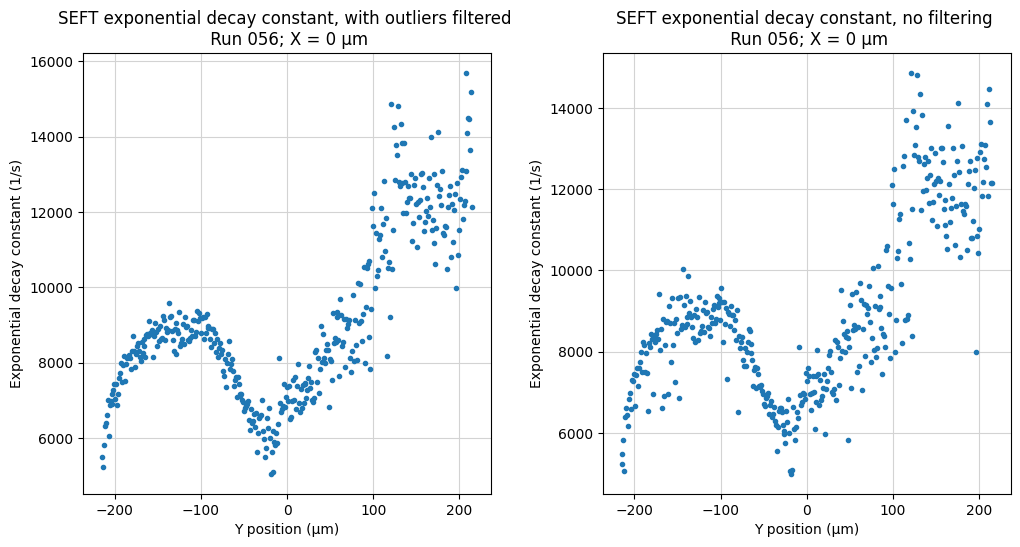 SEFT exponential decay constant, with outliers filtered
Run 056; X = 0 µm
16000
14000
12000
10000
8000
6000
Exponential decay constant (1/s)
−200
−100
0
100
200
Y position (µm)
SEFT exponential decay constant, no filtering
Run 056; X = 0 µm
14000
12000
10000
8000
6000
Exponential decay constant (1/s)
−200
−100
0
100
200
Y position (µm)